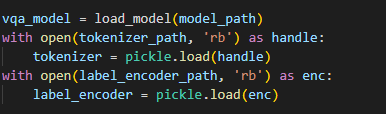 vqa_model = load_model(model_path)
with open(tokenizer_path, 'rb') as handle:
    tokenizer = pickle.load(handle)
with open(label_encoder_path, 'rb') as enc:
    label_encoder = pickle.load(enc)